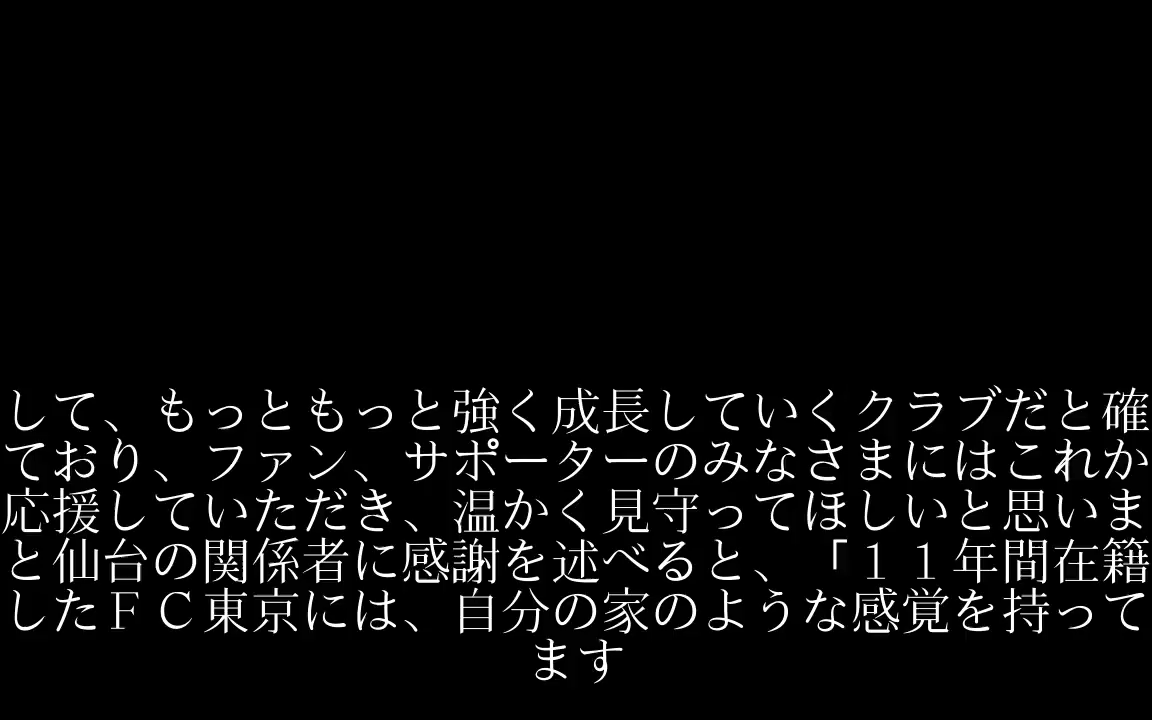 して、もっともっと強く成長していくクラブだと確
ており、ファン、サポーターのみなさまにはこれか
応援していただき、温かく見守ってほしいと思いま
と仙台の関係者に感謝を述べると、「１１年間在籍
したＦＣ東京には、自分の家のような感覚を持って
ます